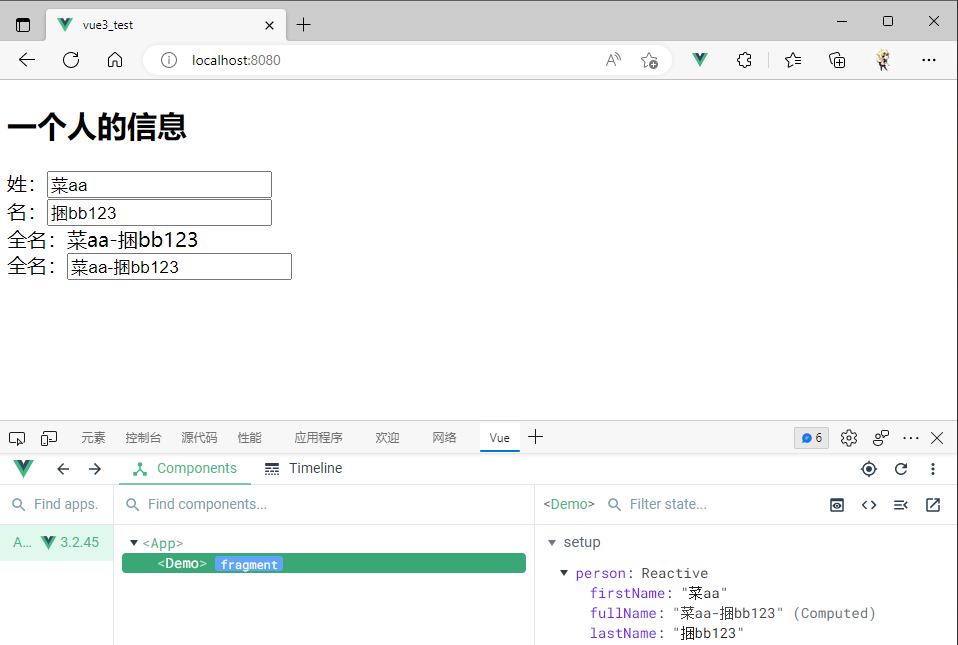 vue3_test
localhost:8080
一个人的信息
姓：菜aa
名：捆bb123
全名：菜aa-捆bb123
全名：菜aa-捆bb123
元素 控制台 源代码 性能 应用程序 欢迎 网络 Vue 6
Components Timeline
Find apps. Find components... <Demo> Filter state...
A... 3.2.45 <App> setup
<Demo> fragment
person: Reactive
firstName: "菜aa"
fullName: "菜aa-捆bb123" (Computed)
lastName: "捆bb123"